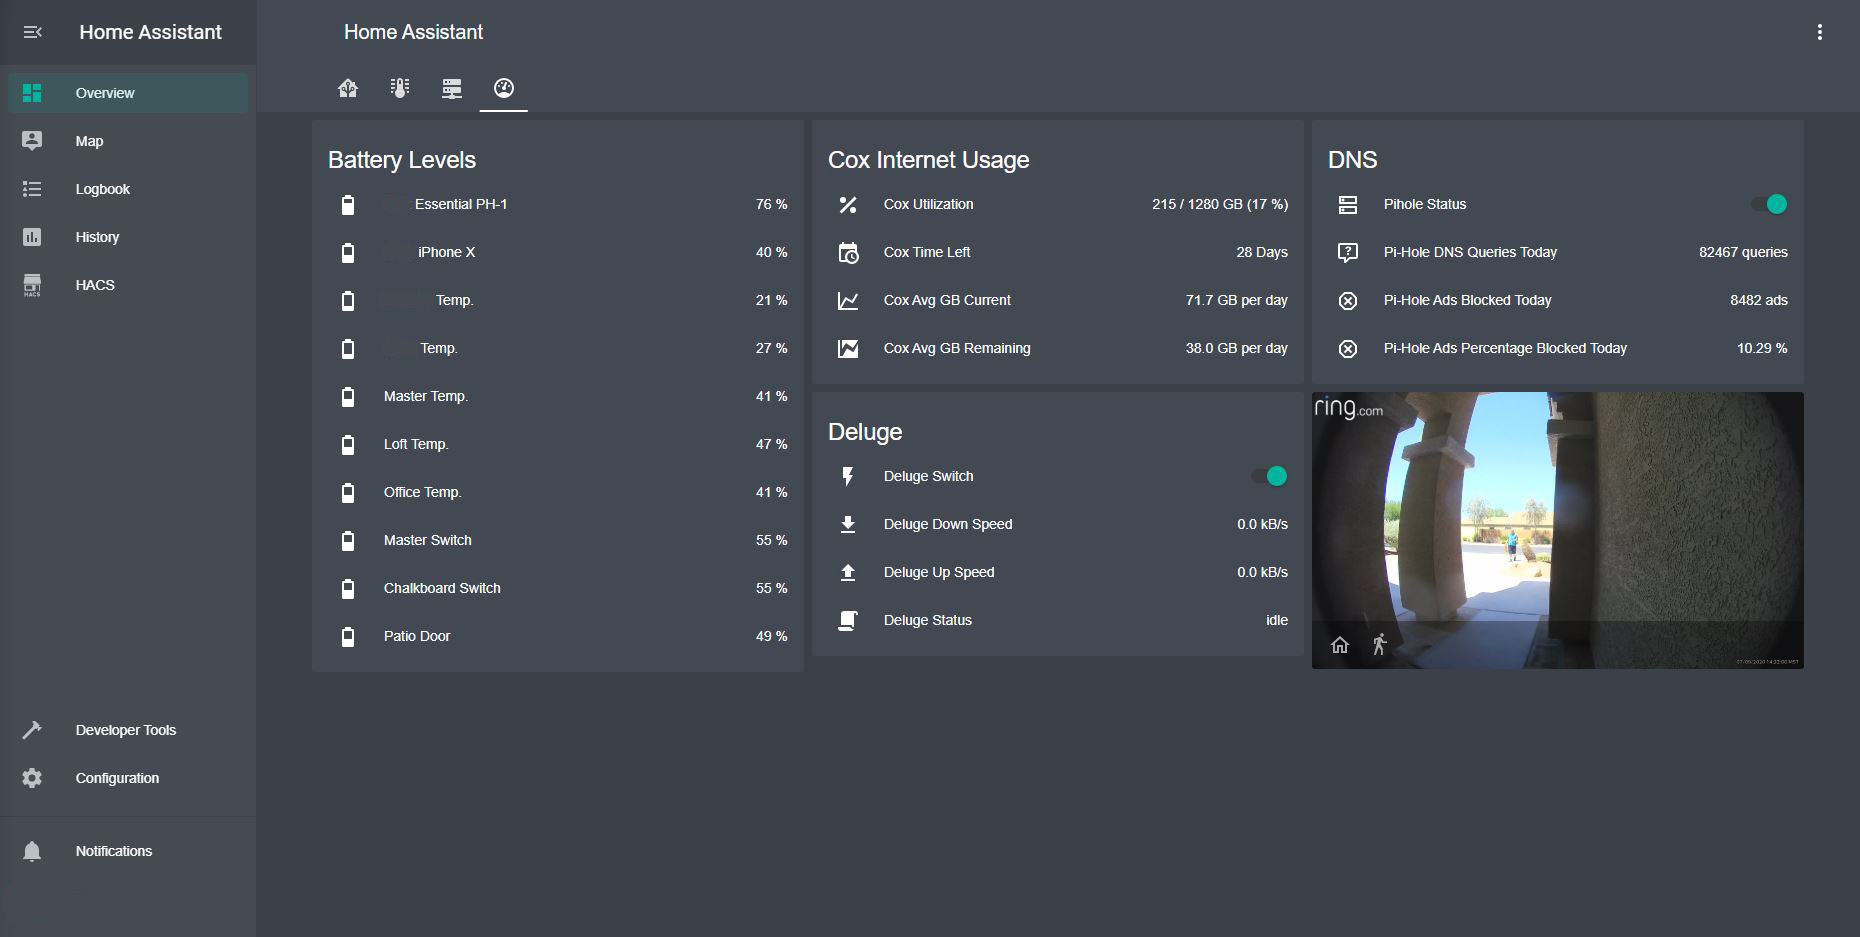 Home Assistant
Overview
Map
Logbook
History
HACS
HACS
Developer Tools
Configuration
Notifications
Home Assistant
Battery Levels
Essential PH-1 76 %
iPhone X 40 %
Temp. 21 %
Temp. 27 %
Master Temp. 41 %
Loft Temp. 47 %
Office Temp. 41 %
Master Switch 55 %
Chalkboard Switch 55 %
Patio Door 49 %
Cox Internet Usage
Cox Utilization 215 / 1280 GB (17 %)
Cox Time Left 28 Days
Cox Avg GB Current 71.7 GB per day
Cox Avg GB Remaining 38.0 GB per day
Deluge
Deluge Switch
Deluge Down Speed 0.0 kB/s
Deluge Up Speed 0.0 kB/s
Deluge Status idle
DNS
Pihole Status
Pi-Hole DNS Queries Today 82467 queries
Pi-Hole Ads Blocked Today 8482 ads
Pi-Hole Ads Percentage Blocked Today 10.29 %
ring.com